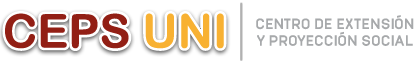 CEPS UNI
CENTRO DE EXTENSIÓN
Y PROYECCIÓN SOCIAL